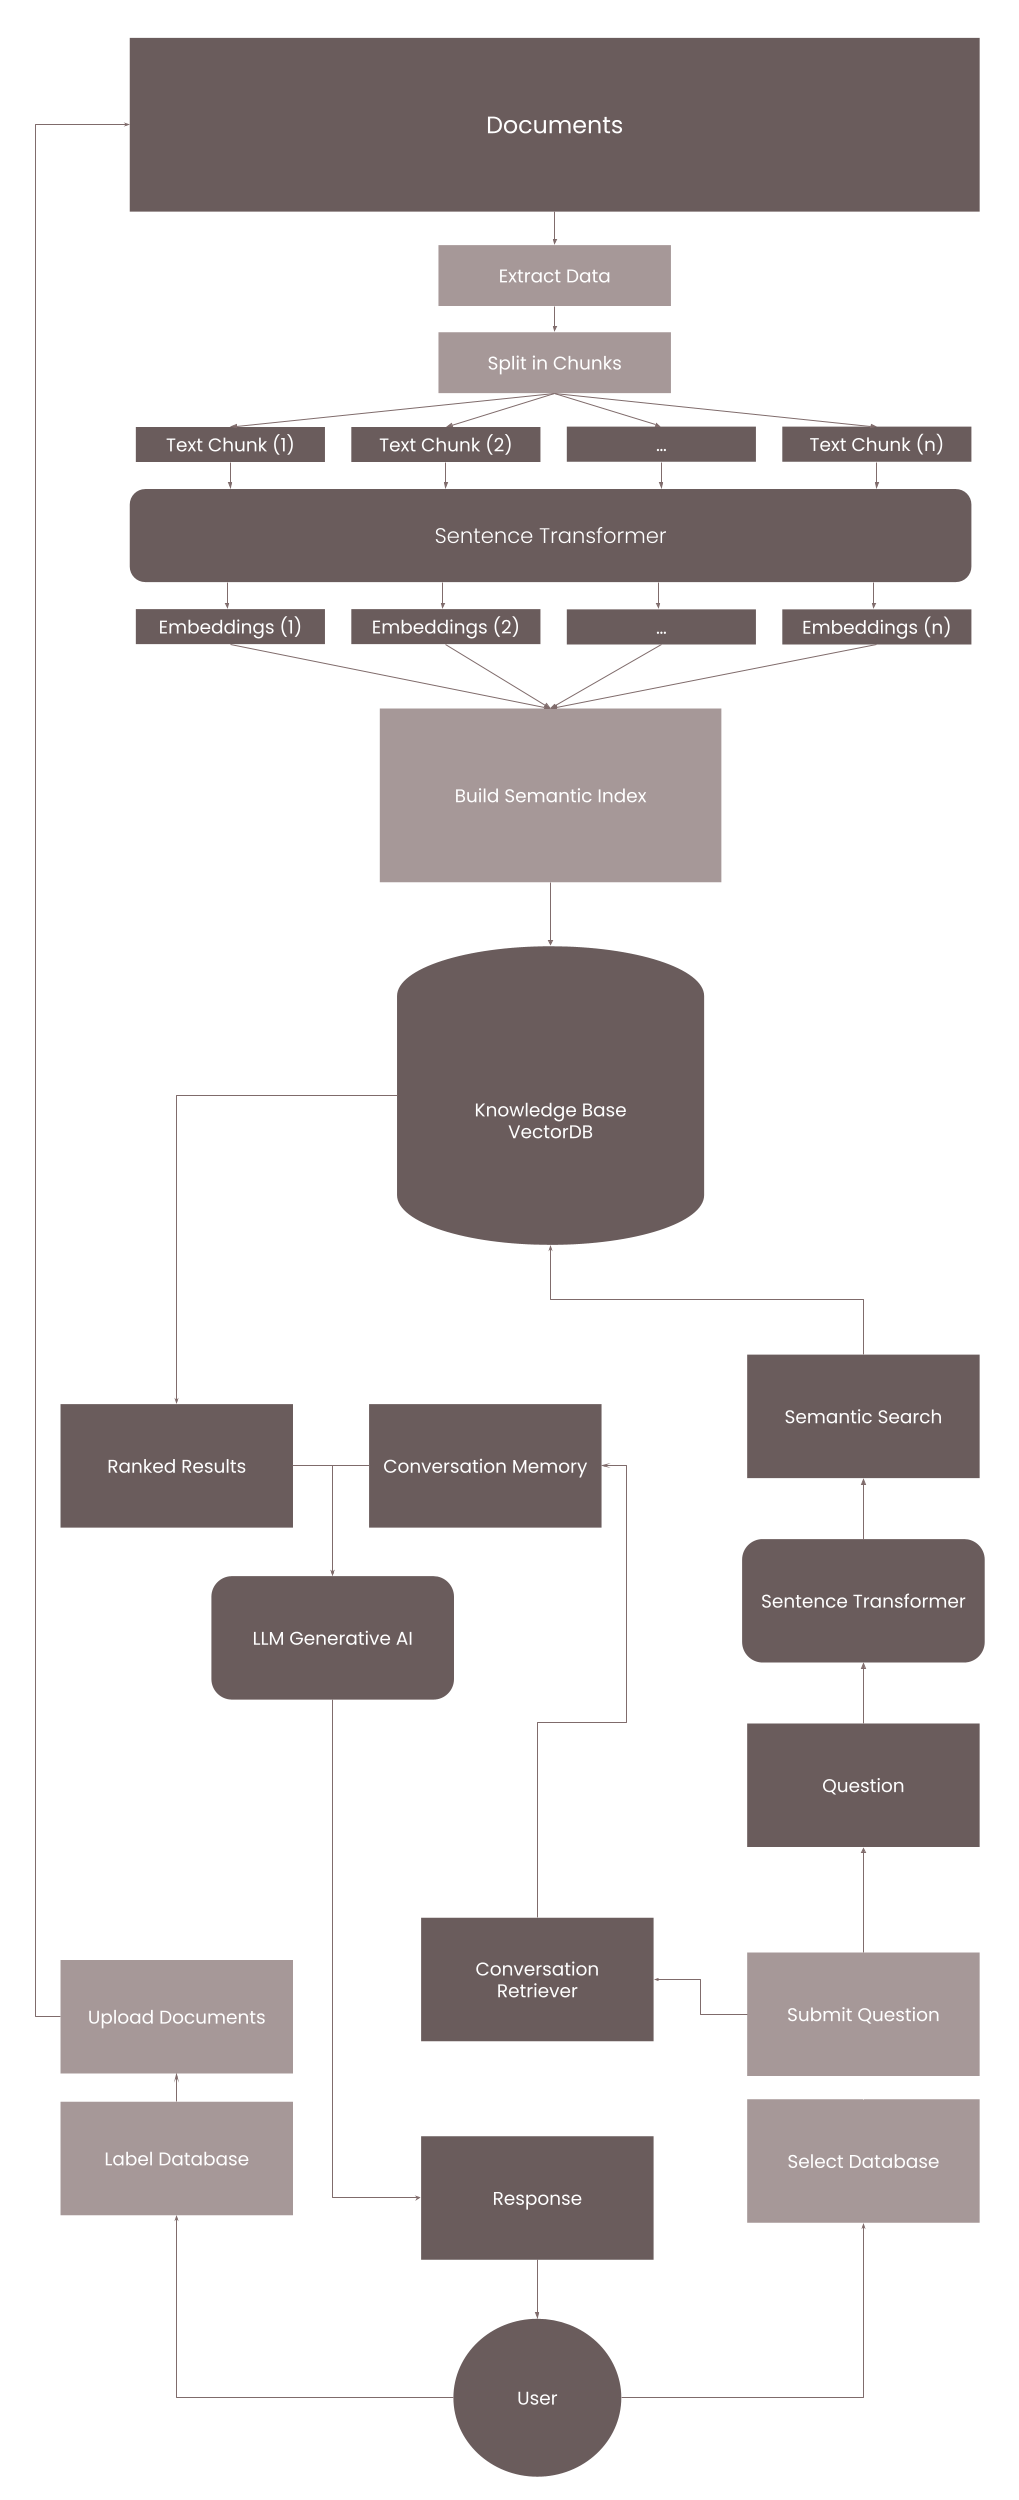 Documents
Extract Data
Split in Chunks
Text Chunk (1)
Text Chunk (2)
...
Text Chunk (n)
Sentence Transformer
Embeddings (1)
Embeddings (2)
...
Embeddings (n)
Build Semantic Index
Knowledge Base
VectorDB
Semantic Search
Ranked Results
Conversation Memory
Sentence Transformer
LLM Generative AI
Question
Conversation
Retriever
Upload Documents
Submit Question
Label Database
Select Database
Response
User